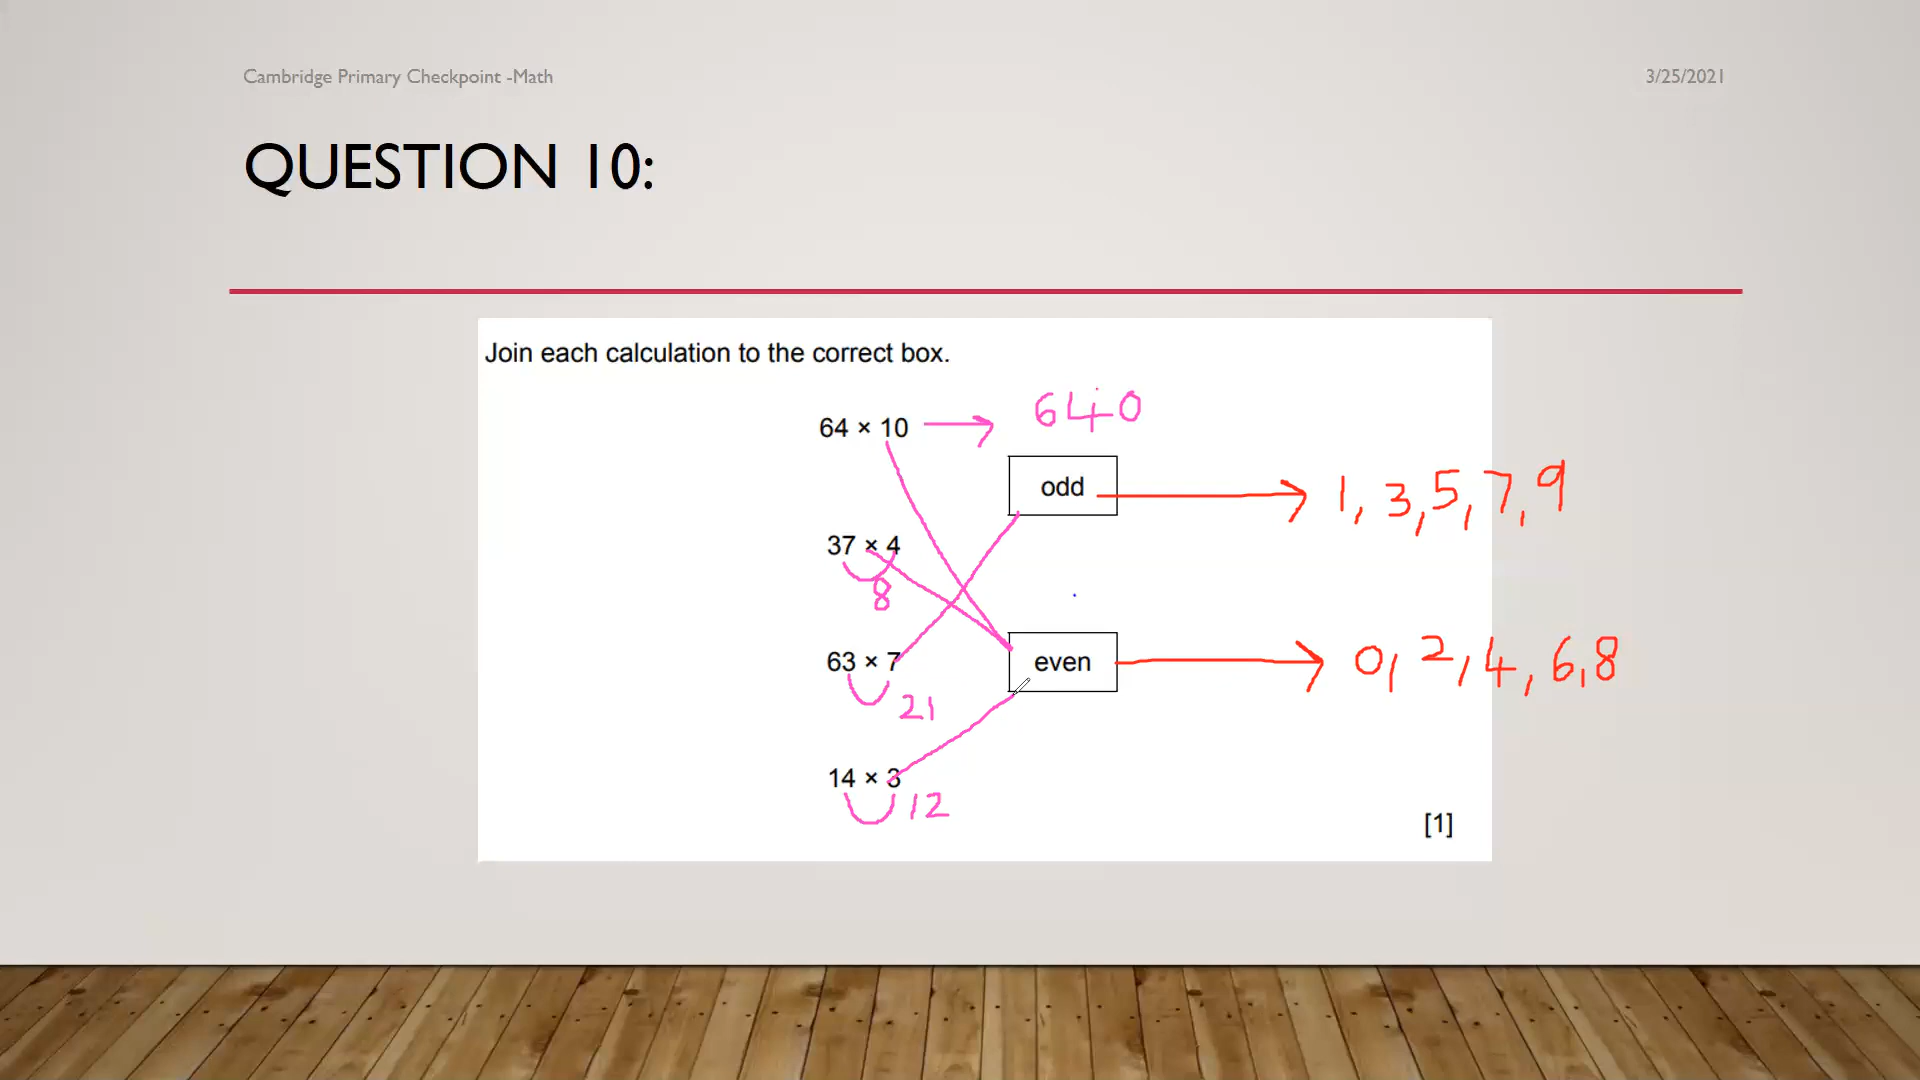 Cambridge Primary Checkpoint -Math
3/25/2021
QUESTION 10:
Join each calculation to the correct box.
64 × 10
640
odd
1, 3, 5, 7, 9
37 × 4
8
63 × 7
even
0, 2, 4, 6, 8
21
14 × 3
12
[1]